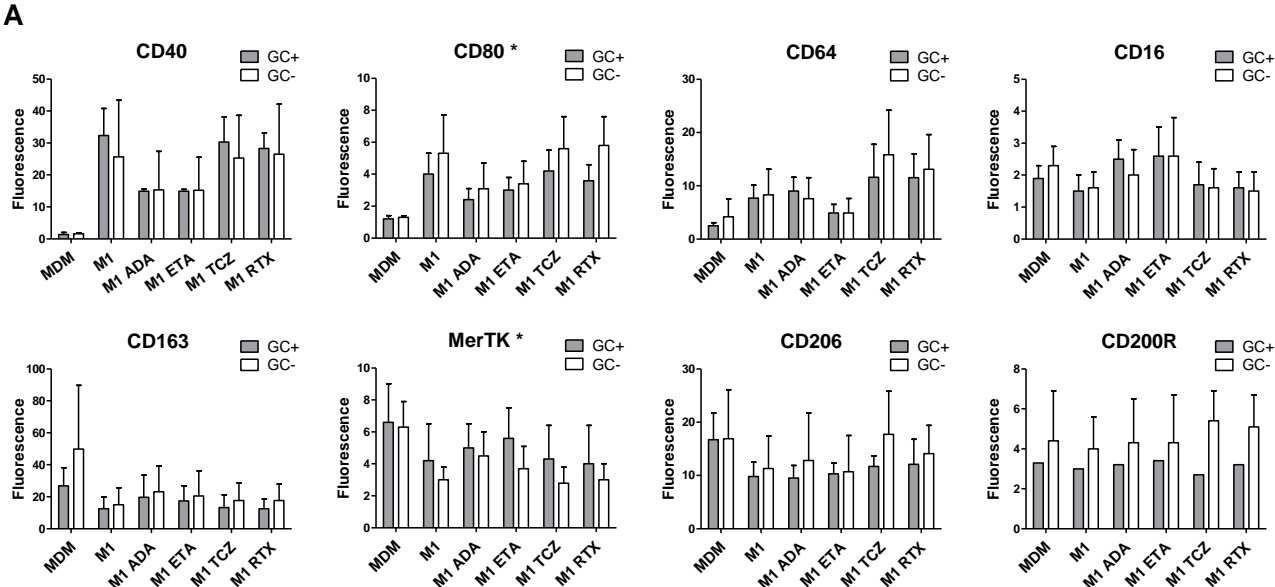 A
CD40
GC+
GC-
Fluorescence
50
40
30
20
10
0
MDM
M1
M1 ADA
M1 ETA
M1 TCZ
M1 RTX
CD80 *
GC+
GC-
Fluorescence
10
8
6
4
2
0
MDM
M1
M1 ADA
M1 ETA
M1 TCZ
M1 RTX
CD64
GC+
GC-
Fluorescence
30
20
10
0
MDM
M1
M1 ADA
M1 ETA
M1 TCZ
M1 RTX
CD16
GC+
GC-
Fluorescence
5
4
3
2
1
0
MDM
M1
M1 ADA
M1 ETA
M1 TCZ
M1 RTX
CD163
GC+
GC-
Fluorescence
100
80
60
40
20
0
MDM
M1
M1 ADA
M1 ETA
M1 TCZ
M1 RTX
MerTK *
GC+
GC-
Fluorescence
10
8
6
4
2
0
MDM
M1
M1 ADA
M1 ETA
M1 TCZ
M1 RTX
CD206
GC+
GC-
Fluorescence
30
20
10
0
MDM
M1
M1 ADA
M1 ETA
M1 TCZ
M1 RTX
CD200R
GC+
GC-
Fluorescence
8
6
4
2
0
MDM
M1
M1 ADA
M1 ETA
M1 TCZ
M1 RTX